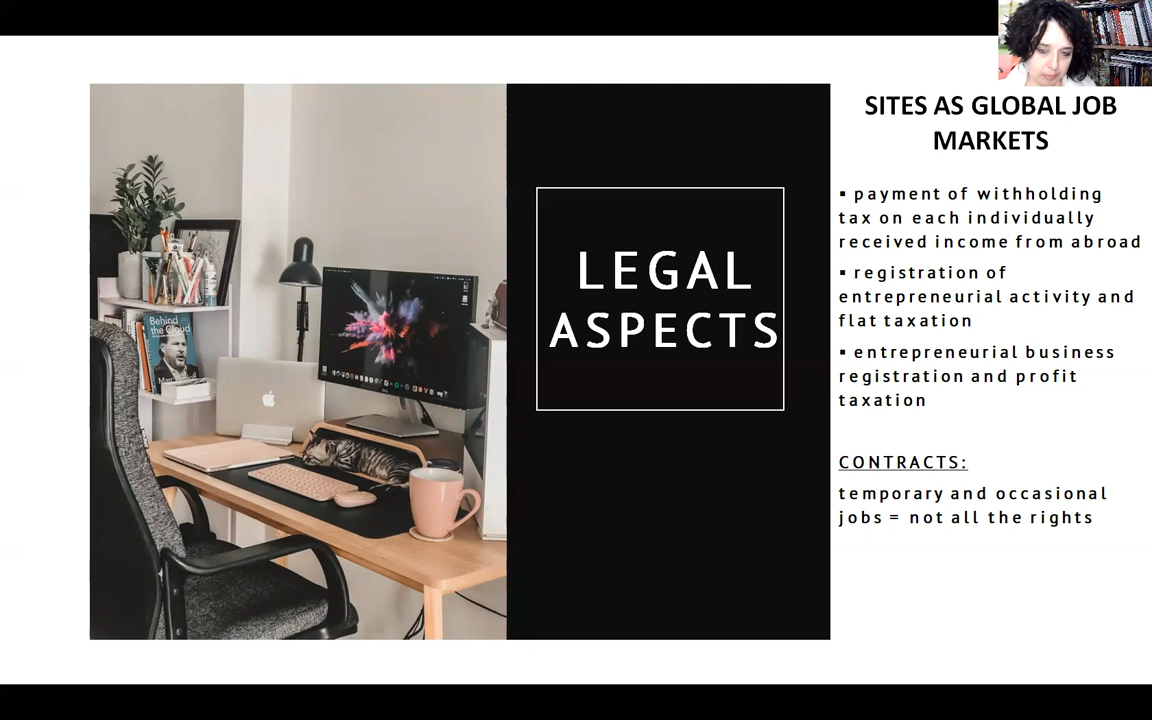 LEGAL
ASPECTS
SITES AS GLOBAL JOB
MARKETS
▪ payment of withholding
tax on each individually
received income from abroad
▪ registration of
entrepreneurial activity and
flat taxation
▪ entrepreneurial business
registration and profit
taxation
CONTRACTS:
temporary and occasional
jobs = not all the rights
Behind
the Cloud